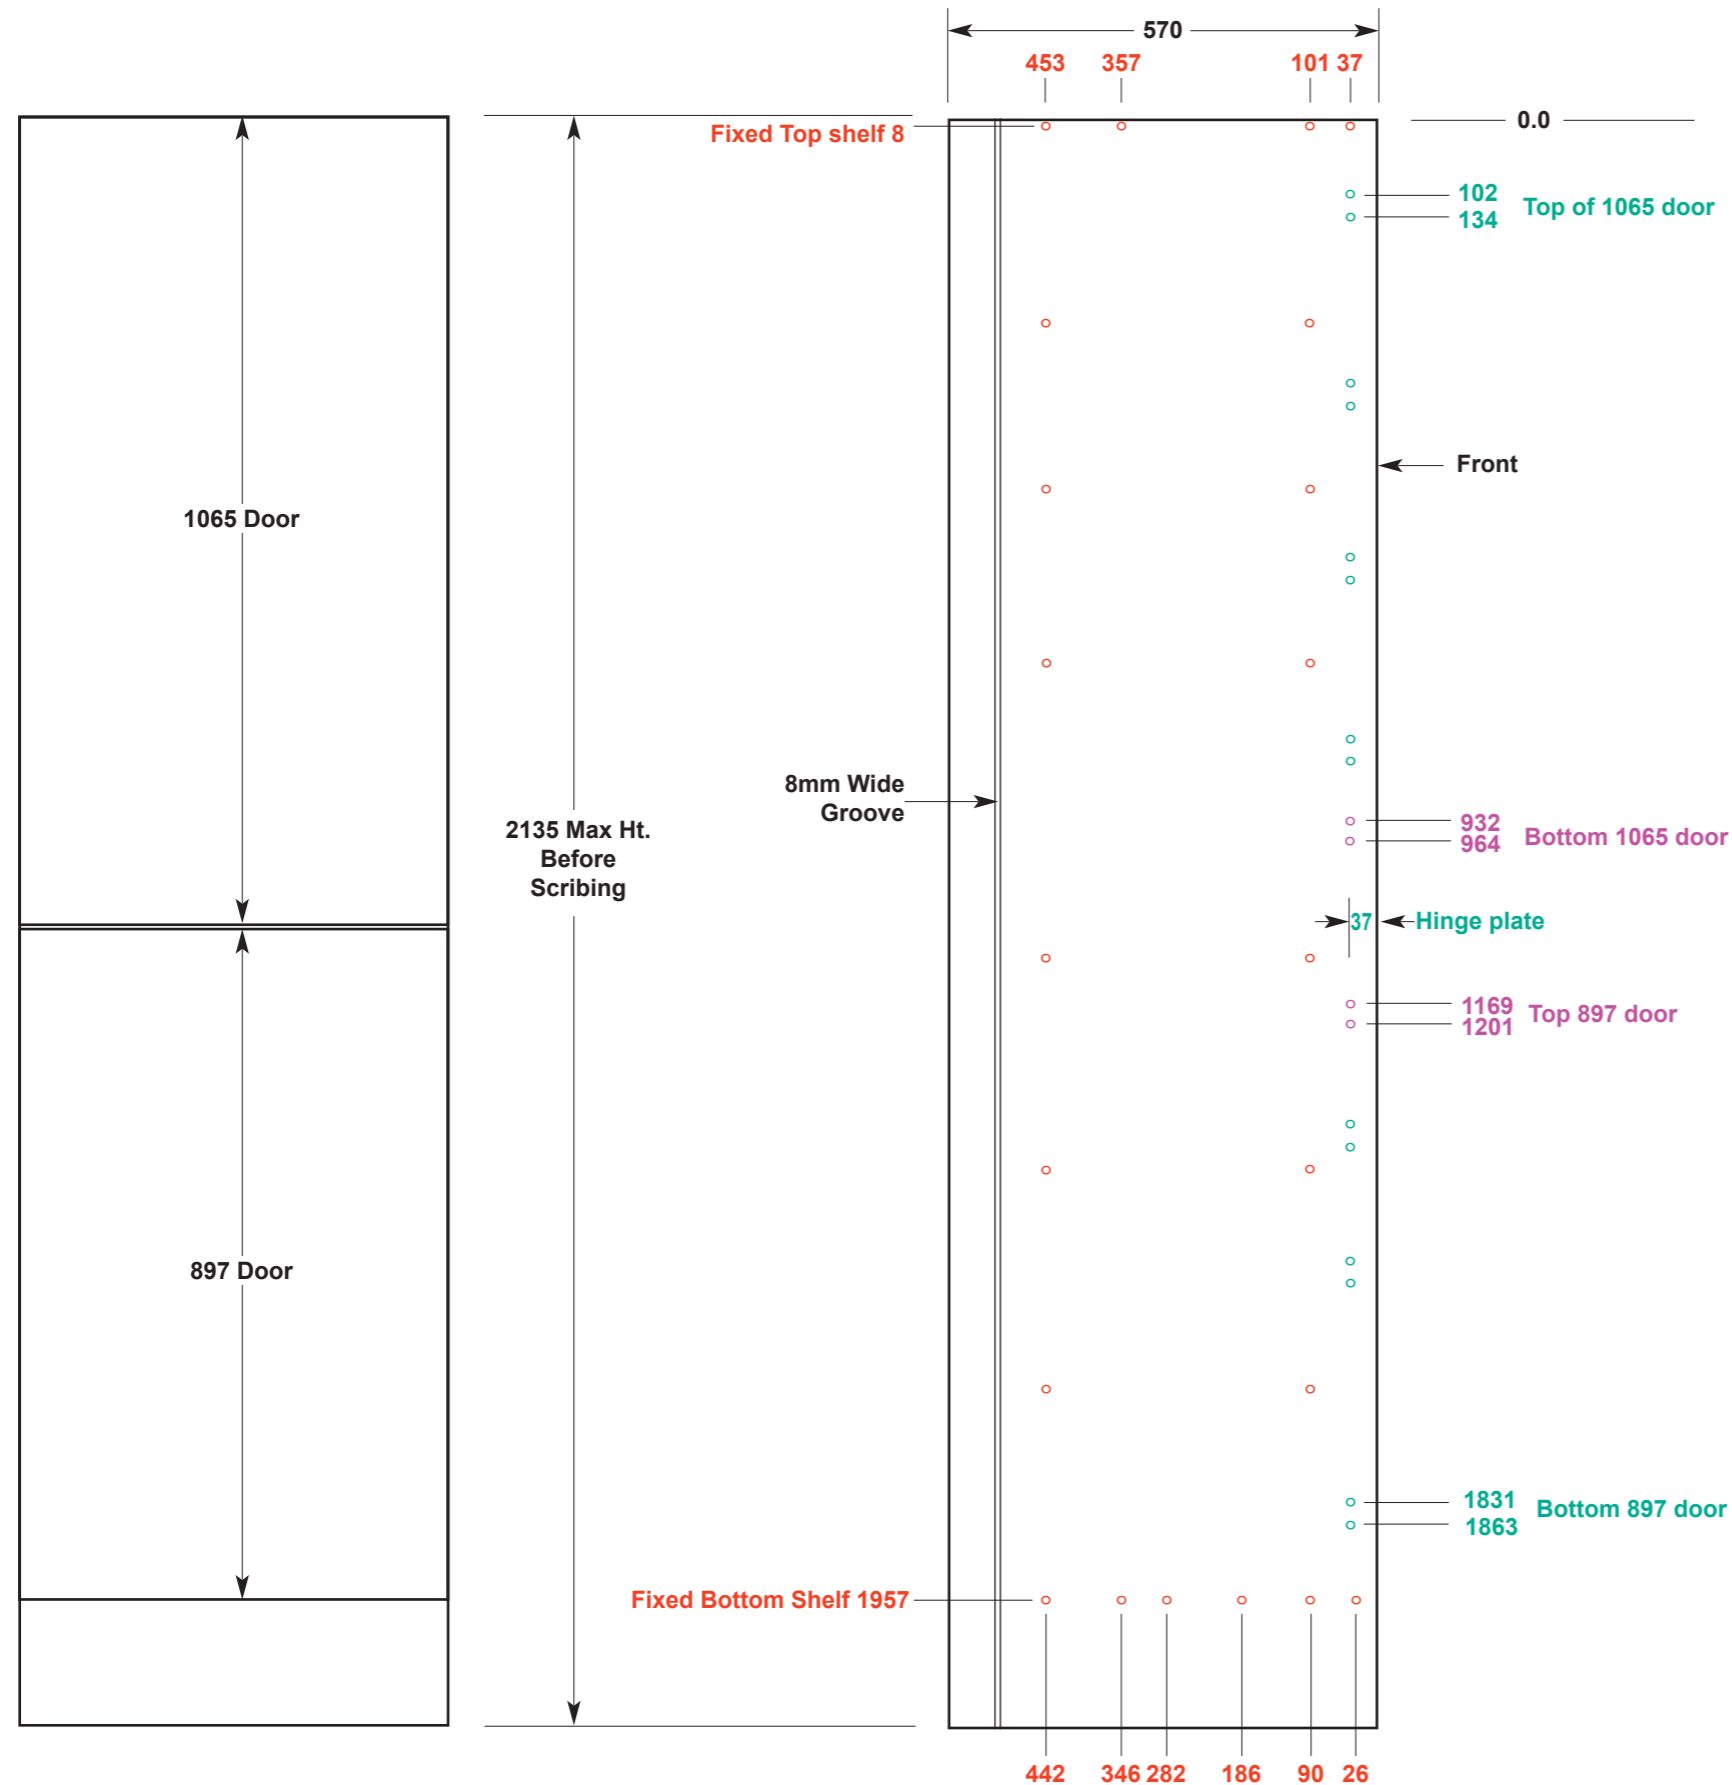 570
453 357 101 37
Fixed Top shelf 8
0.0
102
134
Top of 1065 door
Front
1065 Door
8mm Wide
Groove
2135 Max Ht.
Before
Scribing
932
964
Bottom 1065 door
37
Hinge plate
1169
1201
Top 897 door
897 Door
1831
1863
Bottom 897 door
Fixed Bottom Shelf 1957
442 346 282 186 90 26